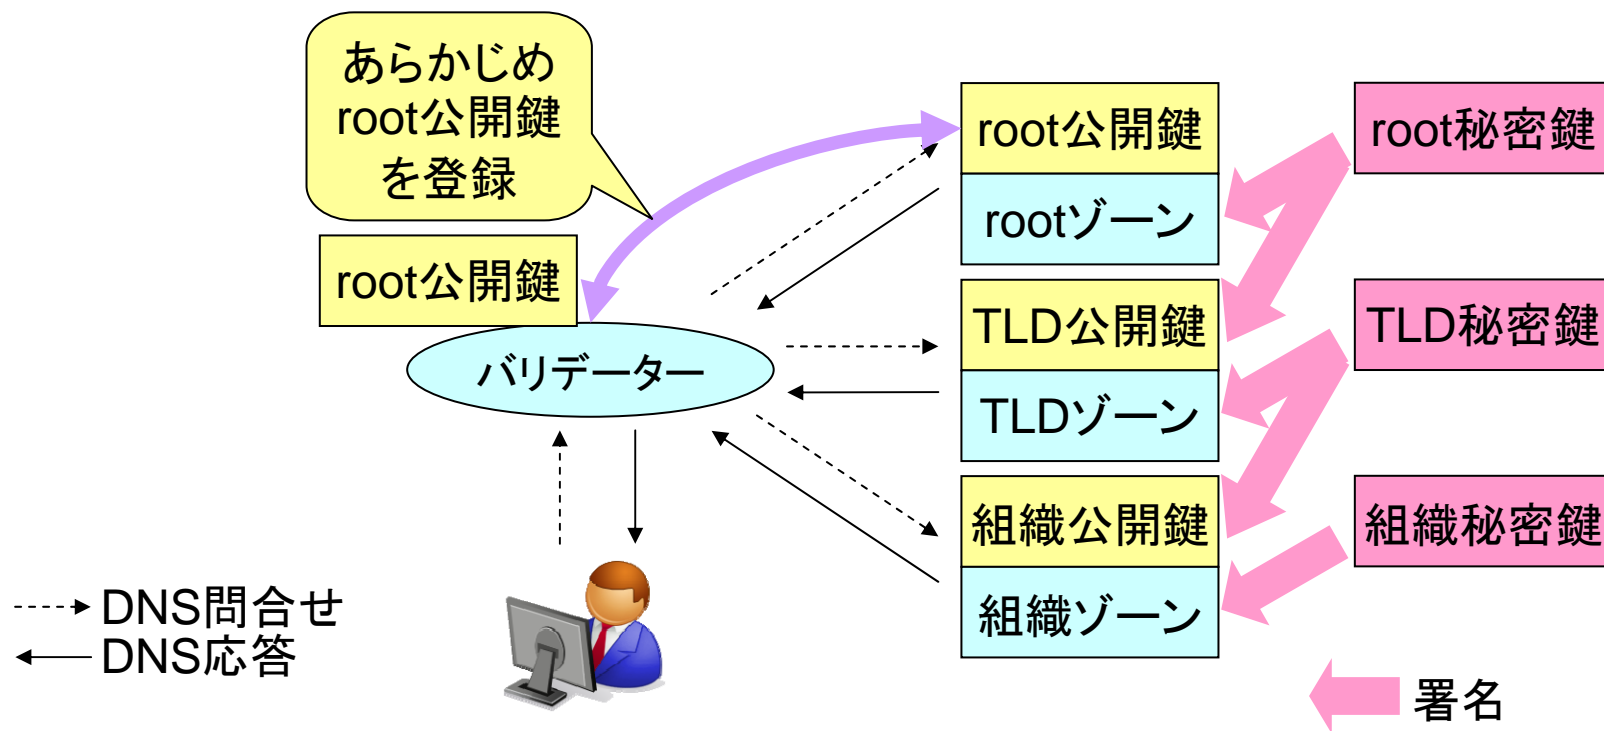 あらかじめ
root公開鍵
を登録
root公開鍵
バリデーター
root公開鍵
rootゾーン
TLD公開鍵
TLDゾーン
組織公開鍵
組織ゾーン
root秘密鍵
TLD秘密鍵
組織秘密鍵
DNS問合せ
DNS応答
署名